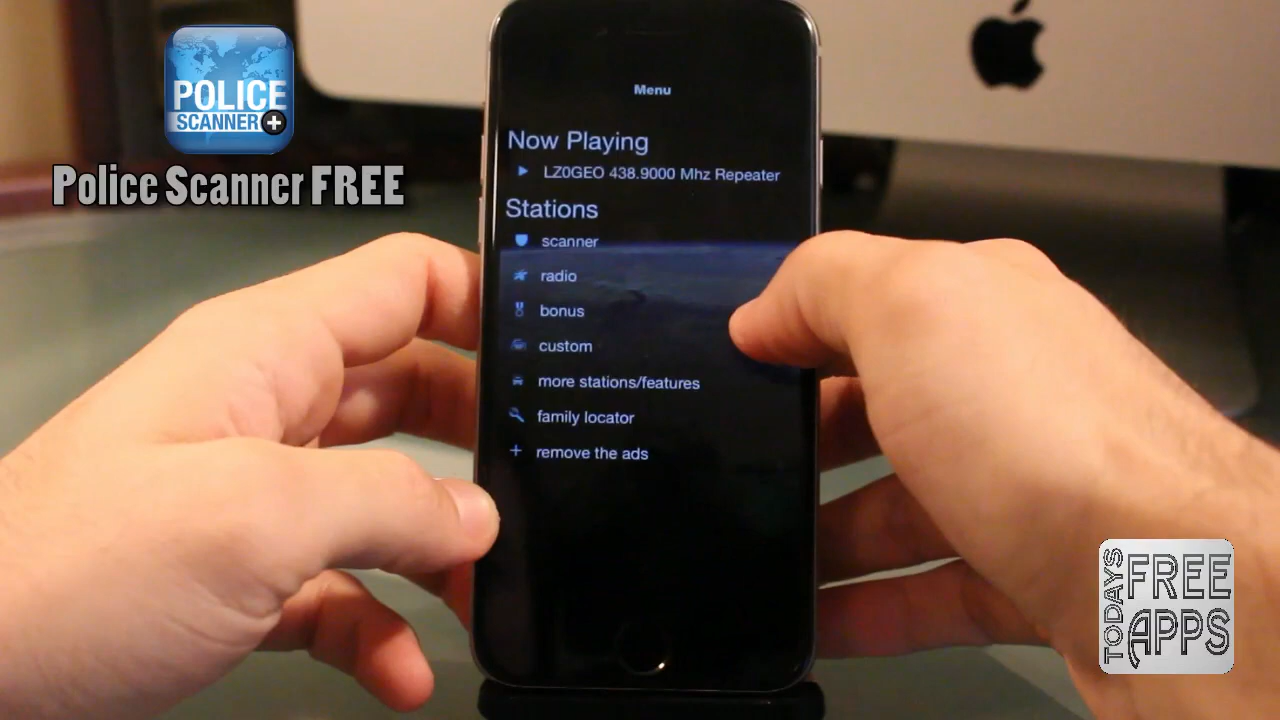 POLICE
SCANNER+
Police Scanner FREE
Menu
Now Playing
LZ0GEO 438.9000 Mhz Repeater
Stations
scanner
radio
bonus
custom
more stations/features
family locator
remove the ads
TODAYS
FREE
APPS